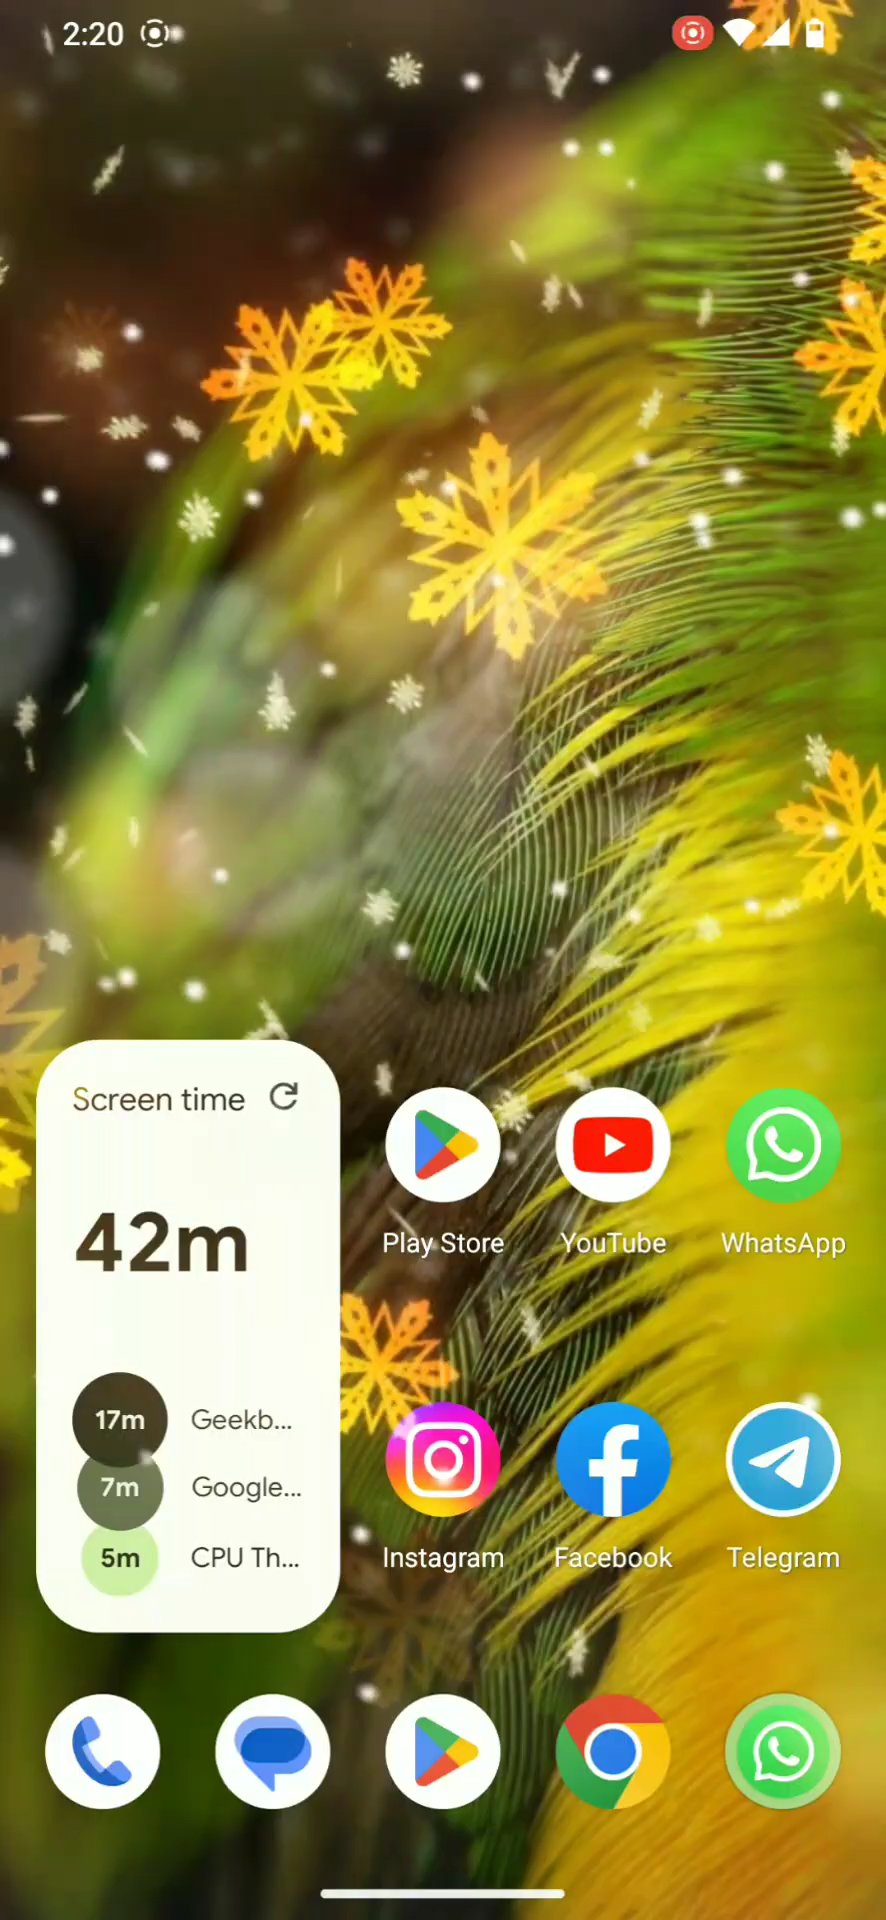 2:20
Screen time
42m
17m Geekb...
7m Google...
5m CPU Th...
Play Store YouTube WhatsApp
Instagram Facebook Telegram